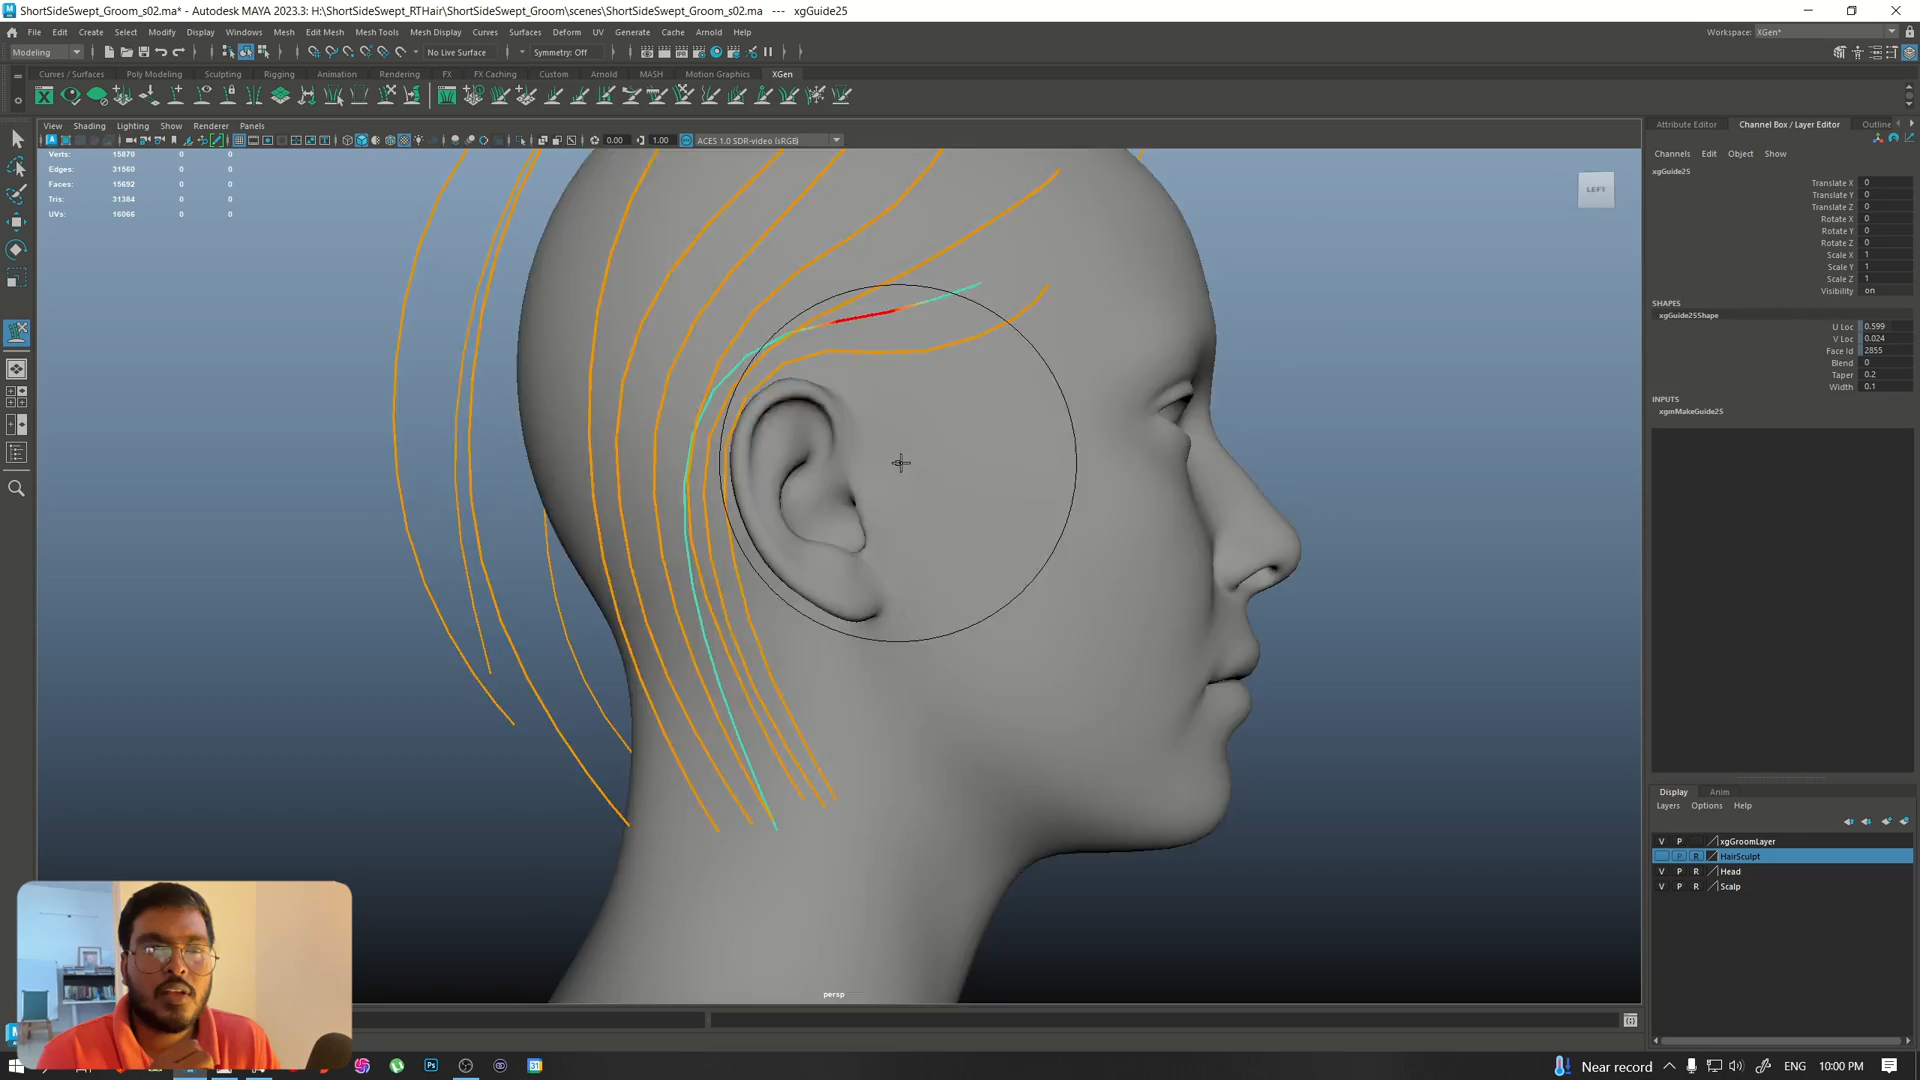 ShortSideSwept_Groom_s02.ma* - Autodesk MAYA 2023.3: H:\ShortSideSwept_RTHair\ShortSideSwept_Groom\scenes\ShortSideSwept_Groom_s02.ma --- xgGuide25
File Edit Create Select Modify Display Windows Mesh Edit Mesh Mesh Tools Mesh Display Curves Surfaces Deform UV Generate Cache Arnold Help
Workspace: XGen*
Modeling
No Live Surface
Symmetry: Off
Curves / Surfaces Poly Modeling Sculpting Rigging Animation Rendering FX FX Caching Custom Arnold MASH Motion Graphics XGen
View Shading Lighting Show Renderer Panels
0.00 1.00 ACES 1.0 SDR-video (sRGB)
Verts: 15870 0 0
Edges: 31560 0 0
Faces: 15692 0 0
Tris: 31384 0 0
UVs: 16066 0 0
LEFT
persp
Attribute Editor Channel Box / Layer Editor Outline
Channels Edit Object Show
xgGuide25
Translate X 0
Translate Y 0
Translate Z 0
Rotate X 0
Rotate Y 0
Rotate Z 0
Scale X 1
Scale Y 1
Scale Z 1
Visibility on
SHAPES
xgGuide25Shape
U Loc 0.599
V Loc 0.024
Face Id 2855
Blend 0
Taper 0.2
Width 0.1
INPUTS
xgmMakeGuide25
Display Anim
Layers Options Help
V P xgGroomLayer
P R HairSculpt
V P R Head
V P R Scalp
Ps
31
Near record
ENG
10:00 PM